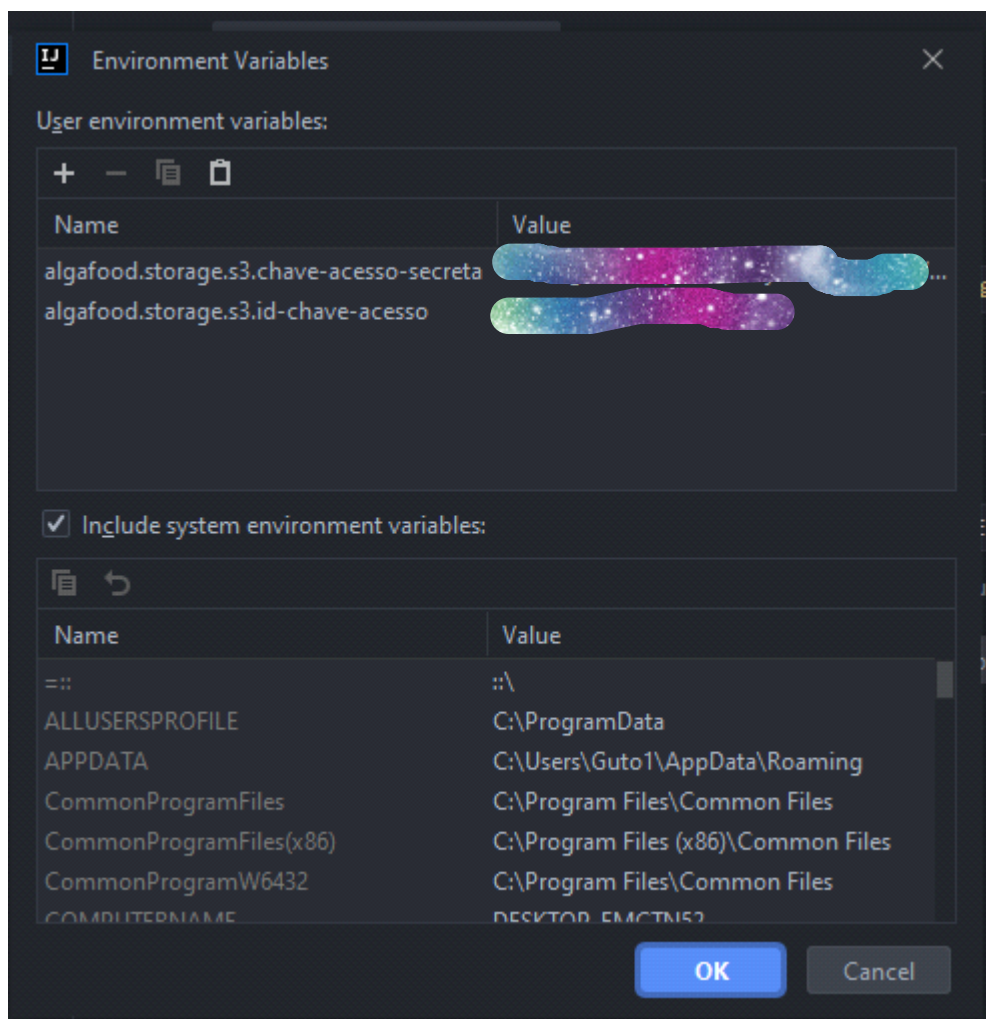 IJ Environment Variables
User environment variables:
Name Value
algafood.storage.s3.chave-acesso-secreta ...
algafood.storage.s3.id-chave-acesso
Include system environment variables:
Name Value
=:: ::\
ALLUSERSPROFILE C:\ProgramData
APPDATA C:\Users\Guto1\AppData\Roaming
CommonProgramFiles C:\Program Files\Common Files
CommonProgramFiles(x86) C:\Program Files (x86)\Common Files
CommonProgramW6432 C:\Program Files\Common Files
COMPUTERNAME
OK Cancel